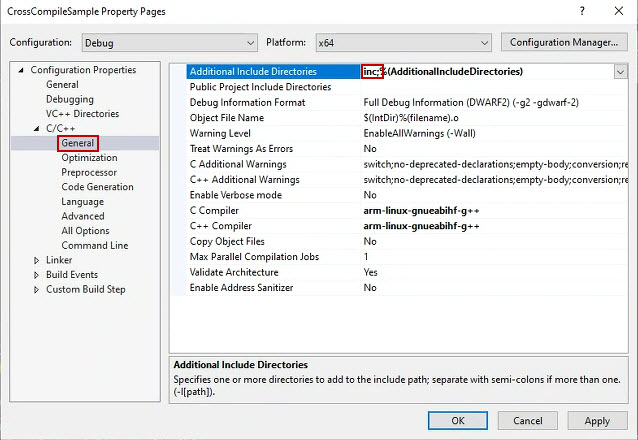 CrossCompileSample Property Pages
Configuration: Debug Platform: x64 Configuration Manager...
Configuration Properties
General
Debugging
VC++ Directories
C/C++
General
Optimization
Preprocessor
Code Generation
Language
Advanced
All Options
Command Line
Linker
Build Events
Custom Build Step
Additional Include Directories inc;%(AdditionalIncludeDirectories)
Public Project Include Directories
Debug Information Format Full Debug Information (DWARF2) (-g2 -gdwarf-2)
Object File Name $(IntDir)%(filename).o
Warning Level EnableAllWarnings (-Wall)
Treat Warnings As Errors No
C Additional Warnings switch;no-deprecated-declarations;empty-body;conversion;re
C++ Additional Warnings switch;no-deprecated-declarations;empty-body;conversion;re
Enable Verbose mode No
C Compiler arm-linux-gnueabihf-g++
C++ Compiler arm-linux-gnueabihf-g++
Copy Object Files No
Max Parallel Compilation Jobs 1
Validate Architecture Yes
Enable Address Sanitizer No
Additional Include Directories
Specifies one or more directories to add to the include path; separate with semi-colons if more than one.
(-I[path]).
OK Cancel Apply